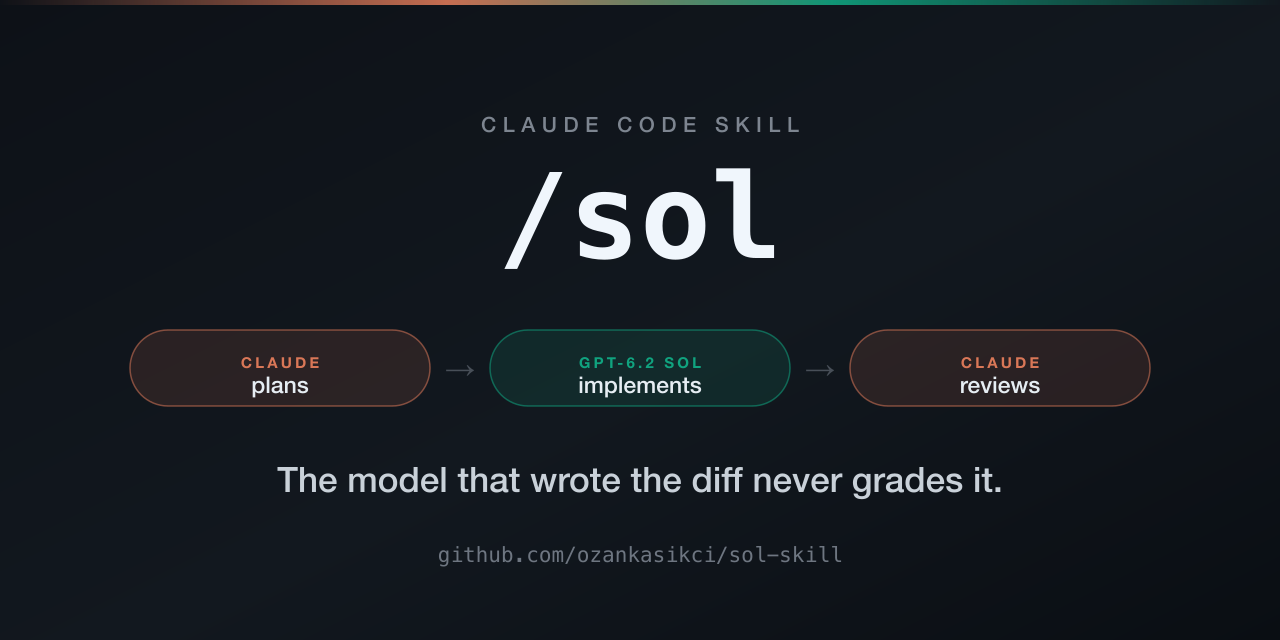 CLAUDE CODE SKILL
/sol
CLAUDE
plans
→
GPT-6.2 SOL
implements
→
CLAUDE
reviews
The model that wrote the diff never grades it.
github.com/ozankasikci/sol-skill